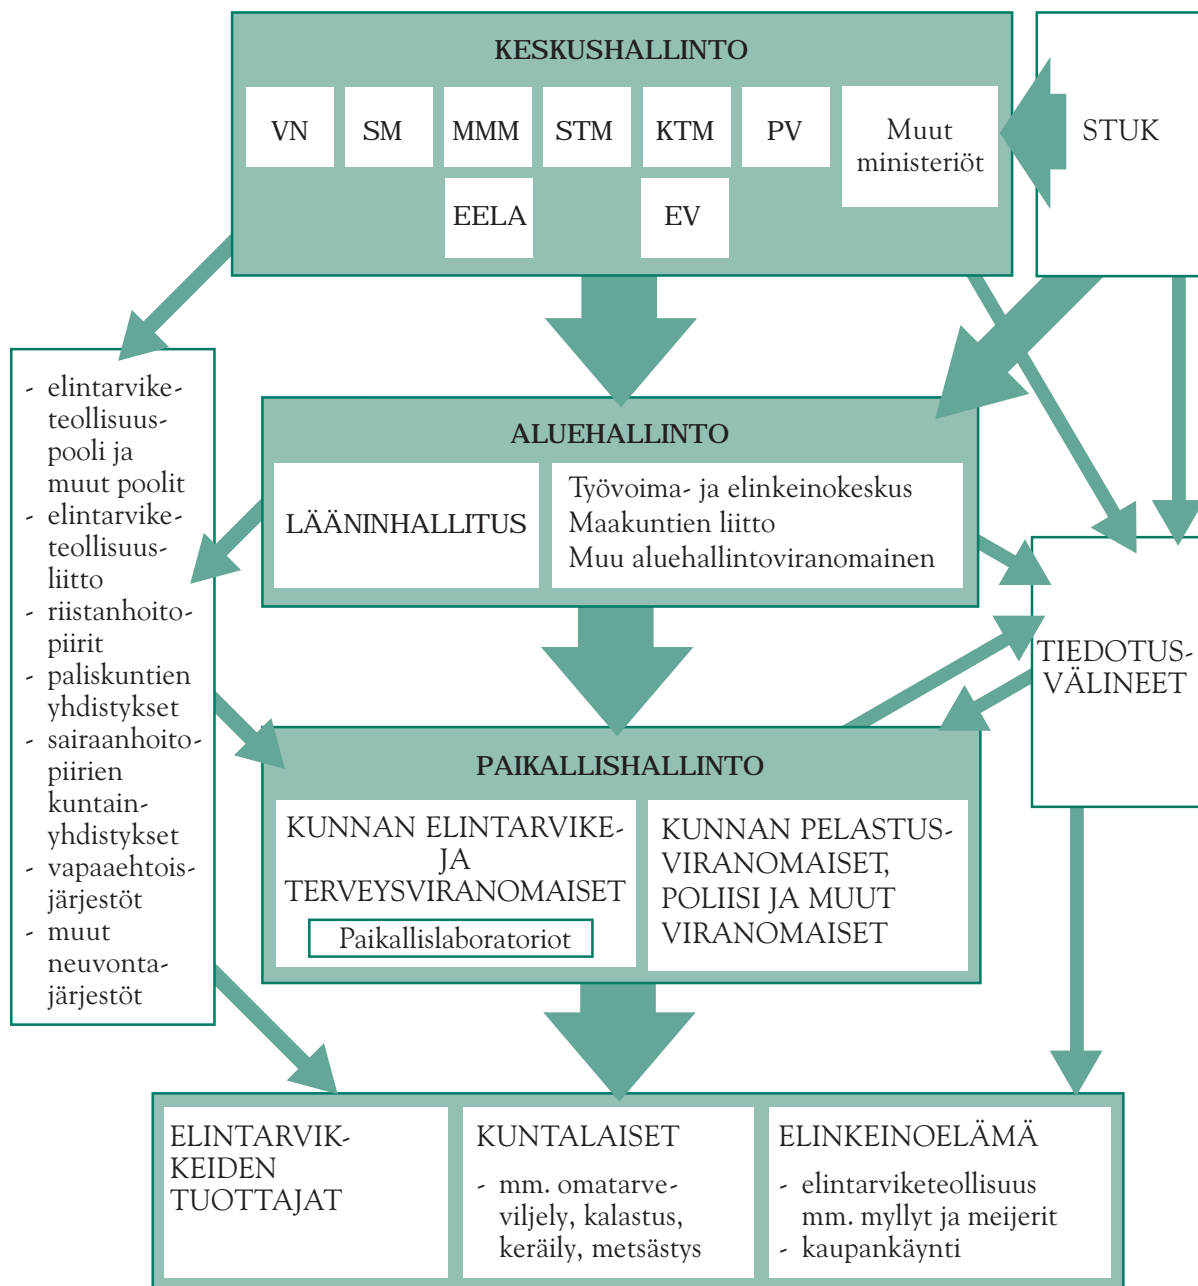 KESKUSHALLINTO
VN
SM
MMM
STM
KTM
PV
Muut
ministeriöt
EELA
EV
STUK
- elintarvike-
teollisuus-
pooli ja
muut poolit
- elintarvike-
teollisuus-
liitto
- riistanhoito-
piirit
- paliskuntien
yhdistykset
- sairaanhoito-
piirien
kuntain-
yhdistykset
- vapaaehtois-
järjestöt
- muut
neuvonta-
järjestöt
ALUEHALLINTO
LÄÄNINHALLITUS
Työvoima- ja elinkeinokeskus
Maakuntien liitto
Muu aluehallintoviranomainen
TIEDOTUS-
VÄLINEET
PAIKALLISHALLINTO
KUNNAN ELINTARVIKE-
JA
TERVEYSVIRANOMAISET
Paikallislaboratoriot
KUNNAN PELASTUS-
VIRANOMAISET,
POLIISI JA MUUT
VIRANOMAISET
ELINTARVIK-
KEIDEN
TUOTTAJAT
KUNTALAISET
- mm. omatarve-
viljely, kalastus,
keräily, metsästys
ELINKEINOELÄMÄ
- elintarviketeollisuus
mm. myllyt ja meijerit
- kaupankäynti